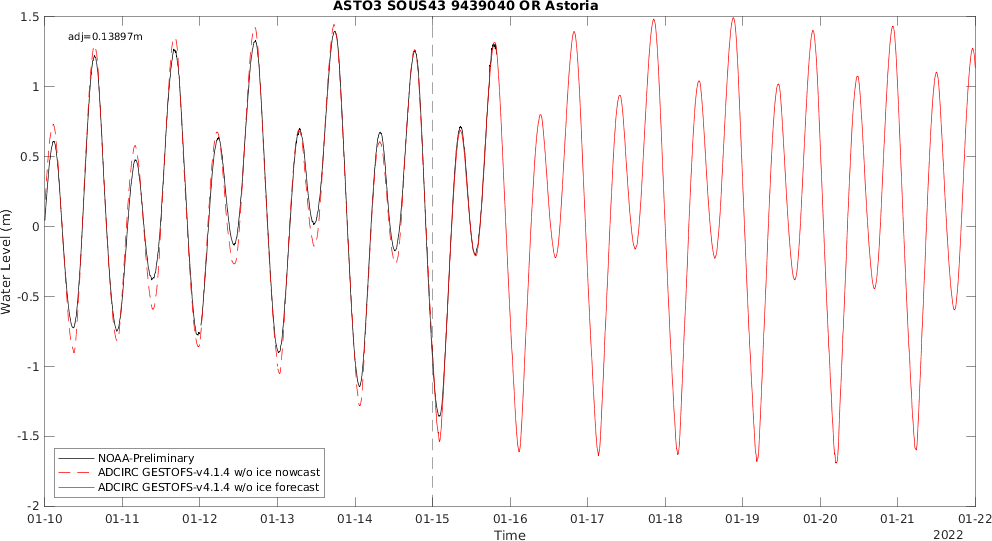 ASTO3 SOUS43 9439040 OR Astoria
adj=0.13897m
Water Level (m)
1.5
1
0.5
0
-0.5
-1
-1.5
-2
NOAA-Preliminary
ADCIRC GESTOFS-v4.1.4 w/o ice nowcast
ADCIRC GESTOFS-v4.1.4 w/o ice forecast
01-10 01-11 01-12 01-13 01-14 01-15 01-16 01-17 01-18 01-19 01-20 01-21 01-22
Time
2022